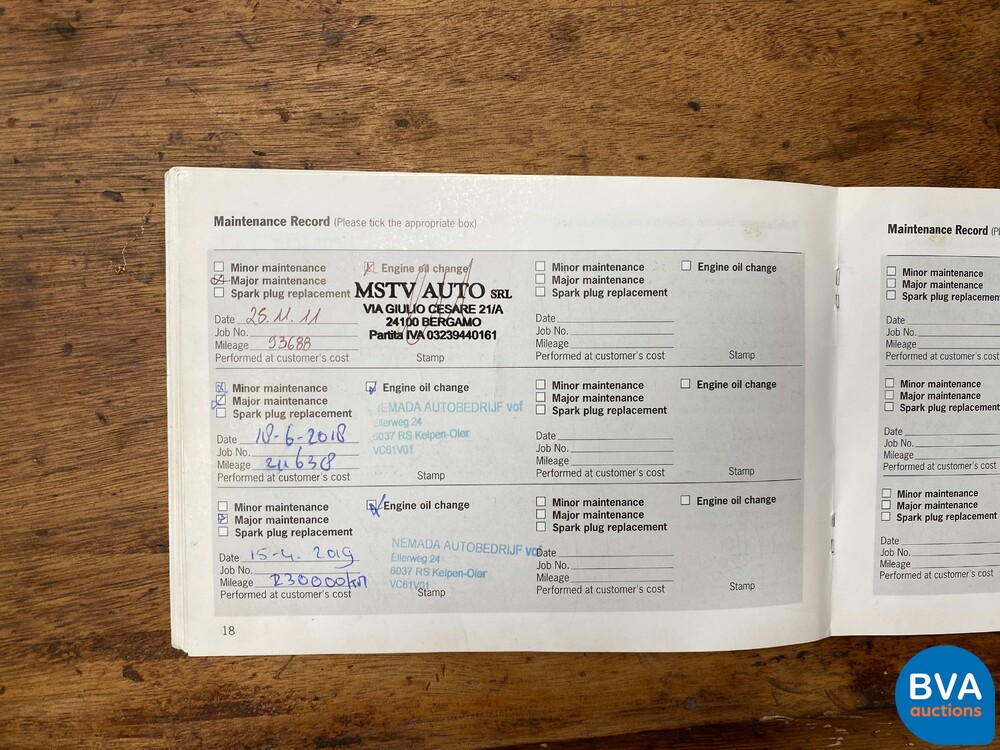 Maintenance Record (Please tick the appropriate box)
Minor maintenance
Major maintenance
Spark plug replacement
Engine oil change
MSTV AUTO SRL
VIA GIULIO CESARE 21/A
24100 BERGAMO
Partita IVA 03239440161
Date 25.11.11
Job No.
Mileage 93688
Performed at customer's cost
Stamp
Minor maintenance
Major maintenance
Spark plug replacement
Engine oil change
Date
Job No.
Mileage
Performed at customer's cost
Stamp
Minor maintenance
Major maintenance
Spark plug replacement
Engine oil change
NEMADA AUTOBEDRIJF vof
Ellerweg 24
6037 RS Kelpen-Oler
VC61V01
Date 18-6-2018
Job No.
Mileage 211638
Performed at customer's cost
Stamp
Minor maintenance
Major maintenance
Spark plug replacement
Engine oil change
Date
Job No.
Mileage
Performed at customer's cost
Stamp
Minor maintenance
Major maintenance
Spark plug replacement
Engine oil change
NEMADA AUTOBEDRIJF vof
Ellerweg 24
6037 RS Kelpen-Oler
VC61V01
Date 15-4. 2019
Job No.
Mileage 230000 km
Performed at customer's cost
Stamp
Minor maintenance
Major maintenance
Spark plug replacement
Engine oil change
Date
Job No.
Mileage
Performed at customer's cost
Stamp
18
Maintenance Record
Minor maintenance
Major maintenance
Spark plug replacement
Date
Job No.
Mileage
Performed at customer's cost
Minor maintenance
Major maintenance
Spark plug replacement
Date
Job No.
Mileage
Performed at customer's cost
Minor maintenance
Major maintenance
Spark plug replacement
Date
Job No.
Mileage
Performed at customer's cost
BVA
auctions